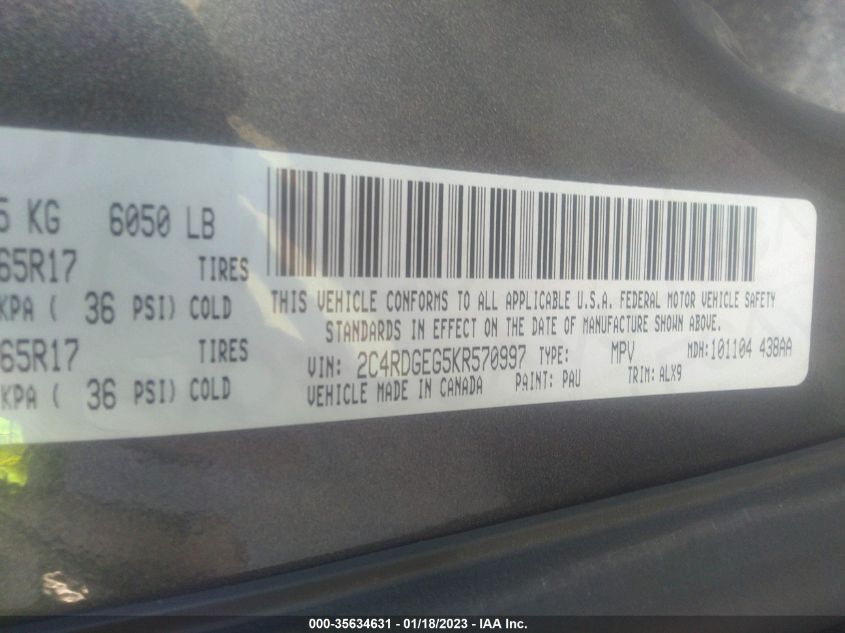 5 KG 6050 LB
65R17 TIRES
KPA ( 36 PSI) COLD
65R17 TIRES
KPA ( 36 PSI) COLD
THIS VEHICLE CONFORMS TO ALL APPLICABLE U.S.A. FEDERAL MOTOR VEHICLE SAFETY
STANDARDS IN EFFECT ON THE DATE OF MANUFACTURE SHOWN ABOVE.
VIN: 2C4RDGEG5KR570997 TYPE: MPV MDH:101104 438AA
VEHICLE MADE IN CANADA PAINT: PAU TRIM: ALX9
000-35634631 - 01/18/2023 - IAA Inc.